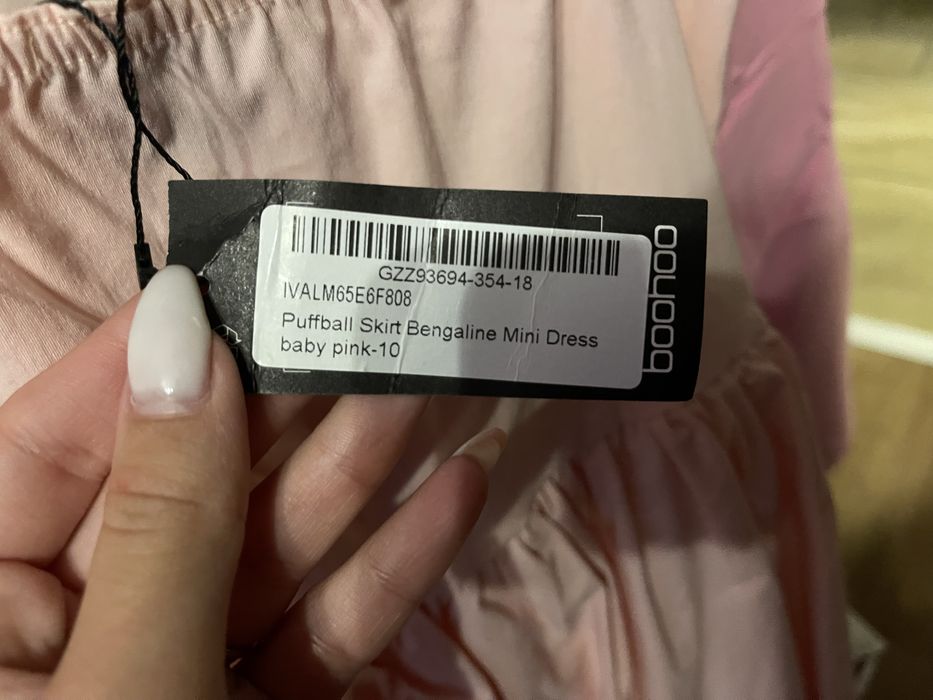 GZZ93694-354-18
IVALM65E6F808
Puffball Skirt Bengaline Mini Dress
baby pink-10
boohoo